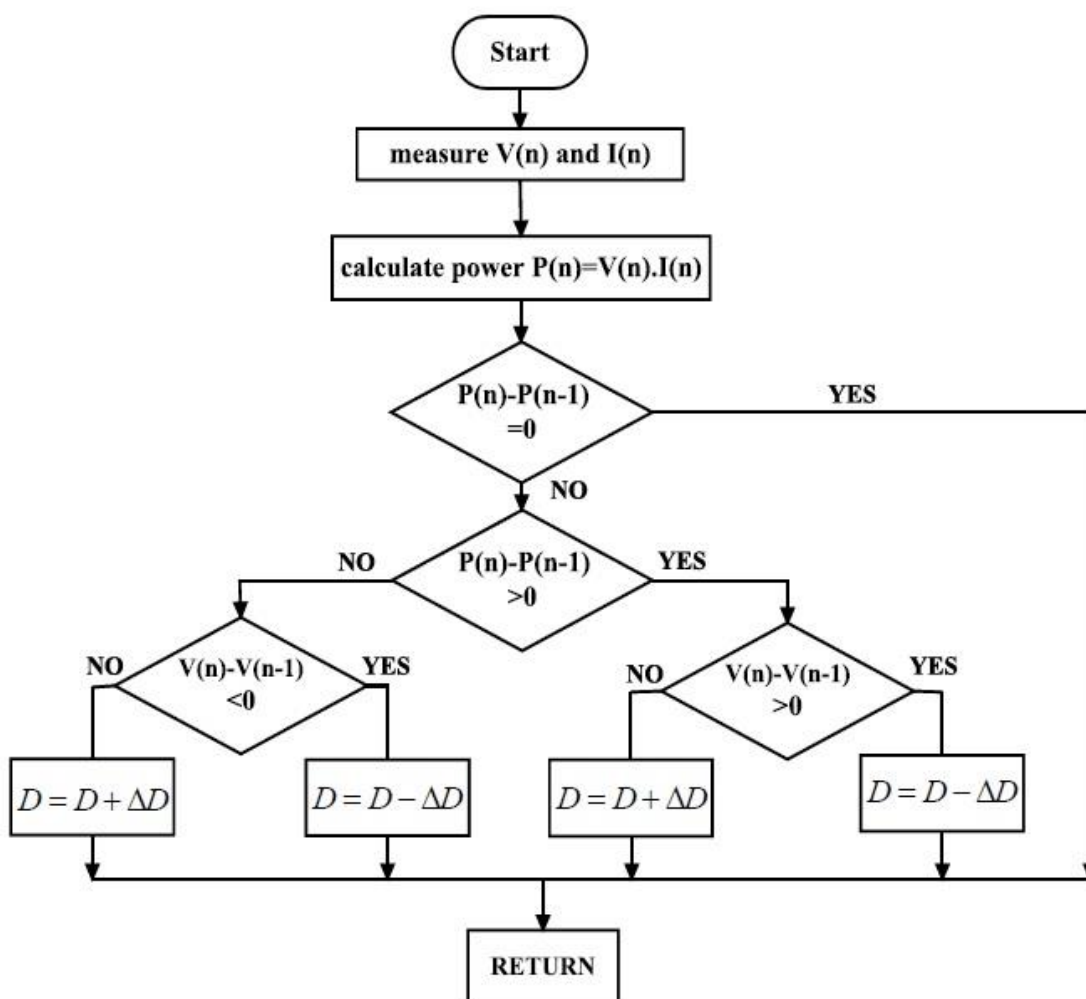 Start
measure V(n) and I(n)
calculate power P(n)=V(n).I(n)
P(n)-P(n-1)
=0
YES
NO
P(n)-P(n-1)
>0
NO
YES
V(n)-V(n-1)
<0
NO
YES
V(n)-V(n-1)
>0
NO
YES
D = D + ΔD
D = D − ΔD
D = D + ΔD
D = D − ΔD
RETURN